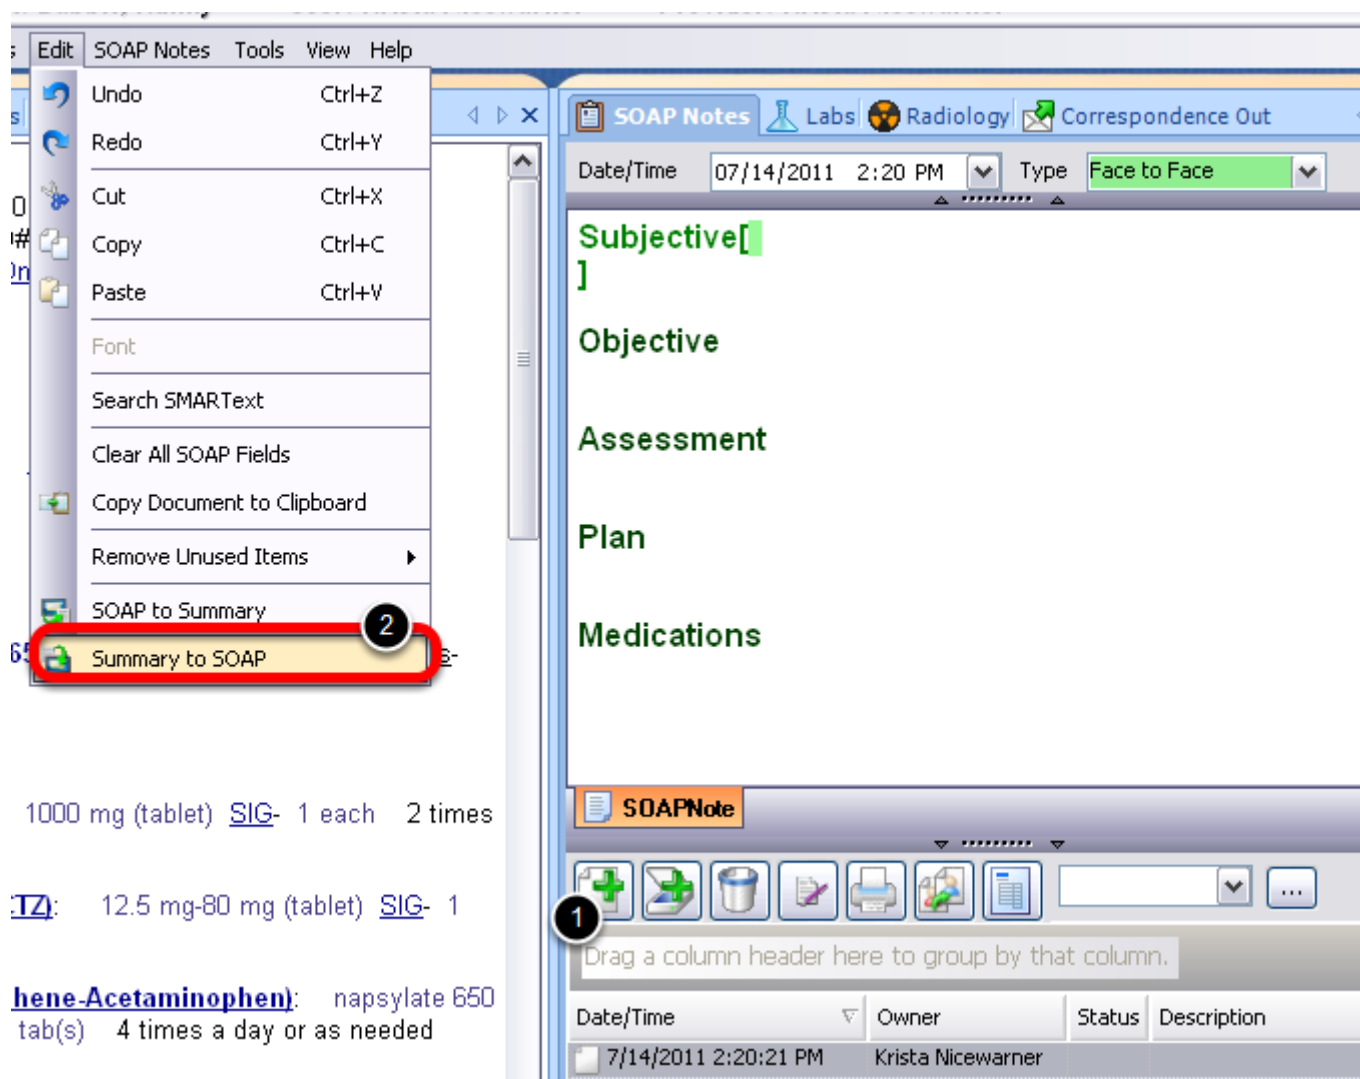 Edit SOAP Notes Tools View Help
Undo Ctrl+Z
Redo Ctrl+Y
Cut Ctrl+X
Copy Ctrl+C
Paste Ctrl+V
Font
Search SMARText
Clear All SOAP Fields
Copy Document to Clipboard
Remove Unused Items
SOAP to Summary
2
Summary to SOAP
1000 mg (tablet) SIG- 1 each 2 times
TZ): 12.5 mg-80 mg (tablet) SIG- 1
hene-Acetaminophen): napsylate 650
tab(s) 4 times a day or as needed
SOAP Notes Labs Radiology Correspondence Out
Date/Time 07/14/2011 2:20 PM Type Face to Face
Subjective[
]
Objective
Assessment
Plan
Medications
SOAPNote
...
1
Drag a column header here to group by that column.
Date/Time Owner Status Description
7/14/2011 2:20:21 PM Krista Nicewarner